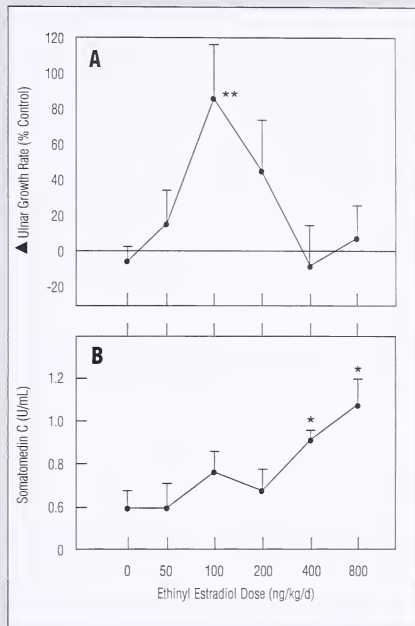 120
A
100
80
**
60
40
20
0
-20
▲ Ulnar Growth Rate (% Control)
B
1.2
*
*
1.0
0.8
0.6
0
Somatomedin C (U/mL)
0 50 100 200 400 800
Ethinyl Estradiol Dose (ng/kg/d)